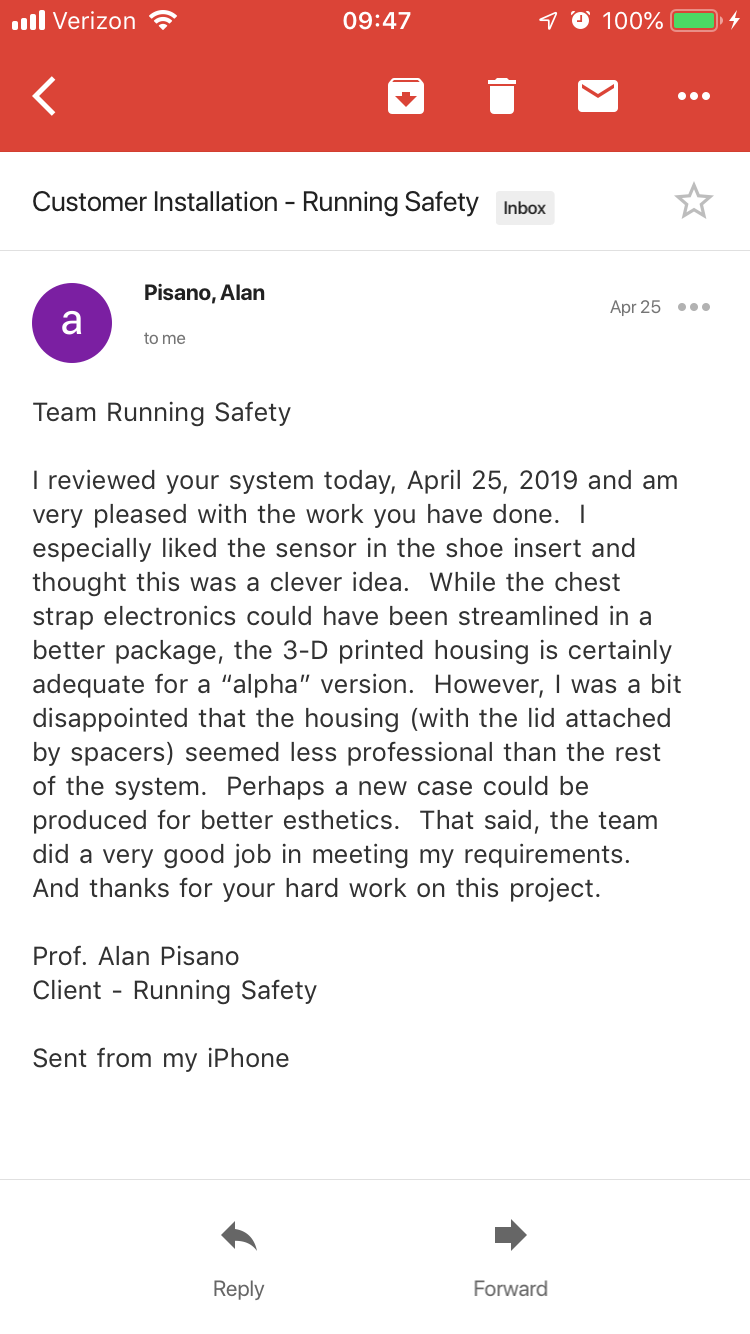 Verizon 09:47 100%
Customer Installation - Running Safety Inbox
a
Pisano, Alan
Apr 25
to me
Team Running Safety
I reviewed your system today, April 25, 2019 and am
very pleased with the work you have done.  I
especially liked the sensor in the shoe insert and
thought this was a clever idea.  While the chest
strap electronics could have been streamlined in a
better package, the 3-D printed housing is certainly
adequate for a “alpha” version.  However, I was a bit
disappointed that the housing (with the lid attached
by spacers) seemed less professional than the rest
of the system.  Perhaps a new case could be
produced for better esthetics.  That said, the team
did a very good job in meeting my requirements.
And thanks for your hard work on this project.
Prof. Alan Pisano
Client - Running Safety
Sent from my iPhone
Reply Forward